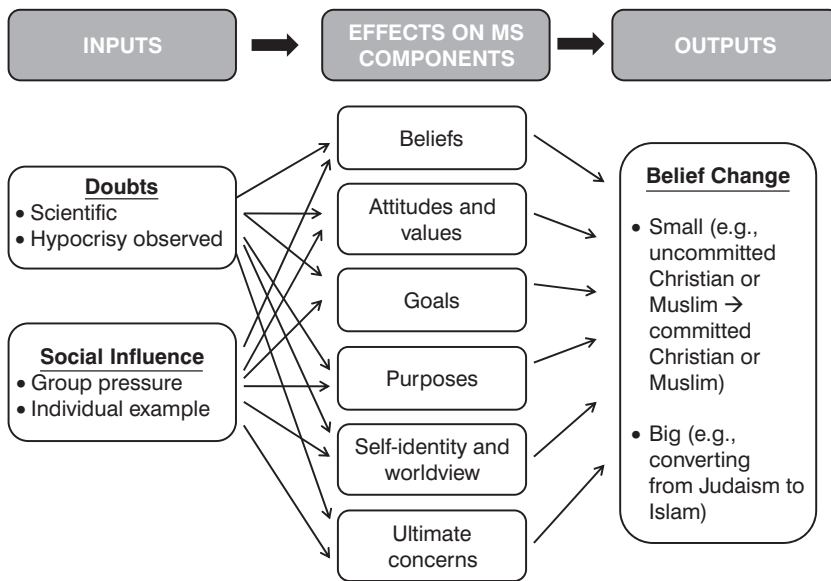 INPUTS
EFFECTS ON MS
COMPONENTS
OUTPUTS
Doubts
• Scientific
• Hypocrisy observed
Social Influence
• Group pressure
• Individual example
Beliefs
Attitudes and
values
Goals
Purposes
Self-identity and
worldview
Ultimate
concerns
Belief Change
• Small (e.g.,
uncommitted
Christian or
Muslim →
committed
Christian or
Muslim)
• Big (e.g.,
converting
from Judaism to
Islam)